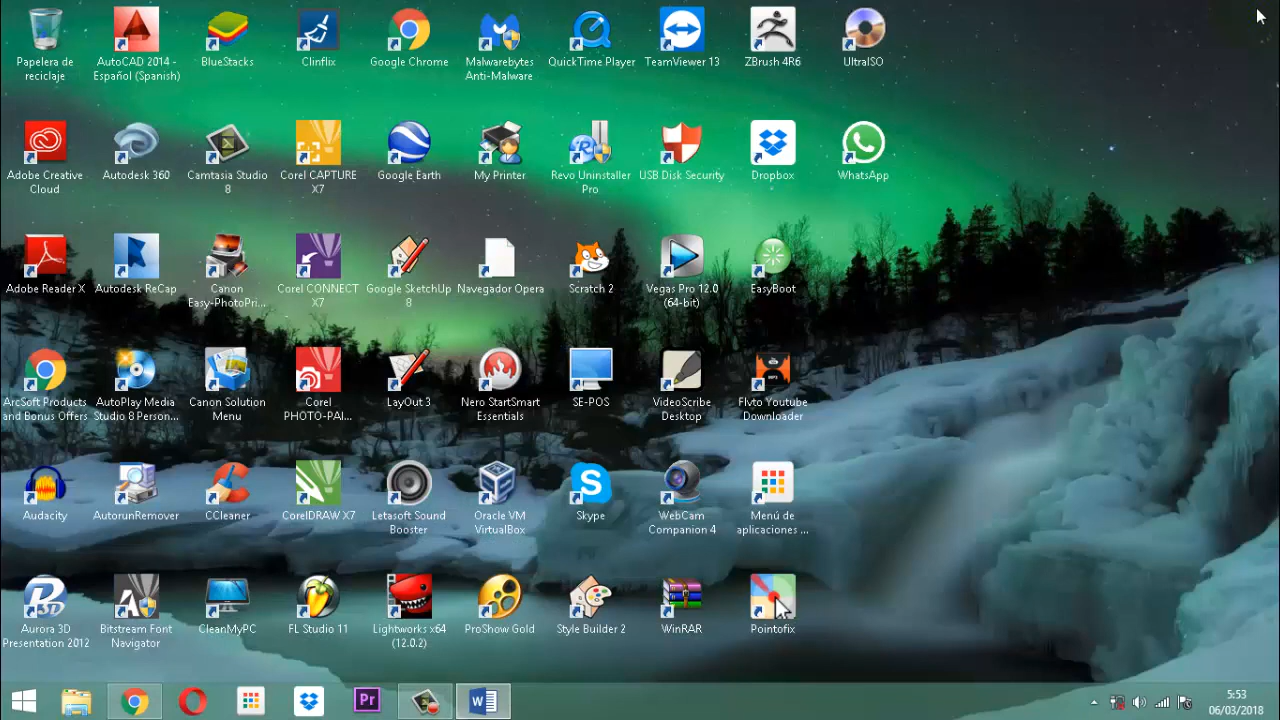 Papelera de
reciclaje
AutoCAD 2014 -
Español (Spanish)
BlueStacks
Clinflix
Google Chrome
Malwarebytes
Anti-Malware
QuickTime Player
TeamViewer 13
ZBrush 4R6
UltraISO
Adobe Creative
Cloud
Autodesk 360
Camtasia Studio
8
Corel CAPTURE
X7
Google Earth
My Printer
Revo Uninstaller
Pro
USB Disk Security
Dropbox
WhatsApp
Adobe Reader X
Autodesk ReCap
Canon
Easy-PhotoPri...
Corel CONNECT
X7
Google SketchUp
8
Navegador Opera
Scratch 2
Vegas Pro 12.0
(64-bit)
EasyBoot
ArcSoft Products
and Bonus Offers
AutoPlay Media
Studio 8 Person...
Canon Solution
Menu
Corel
PHOTO-PAI...
LayOut 3
Nero StartSmart
Essentials
SE-POS
VideoScribe
Desktop
Flvto Youtube
Downloader
Audacity
AutorunRemover
CCleaner
CorelDRAW X7
Letasoft Sound
Booster
Oracle VM
VirtualBox
Skype
WebCam
Companion 4
Menú de
aplicaciones ...
Aurora 3D
Presentation 2012
Bitstream Font
Navigator
CleanMyPC
FL Studio 11
Lightworks x64
(12.0.2)
ProShow Gold
Style Builder 2
WinRAR
Pointofix
Pr
5:53
06/03/2018